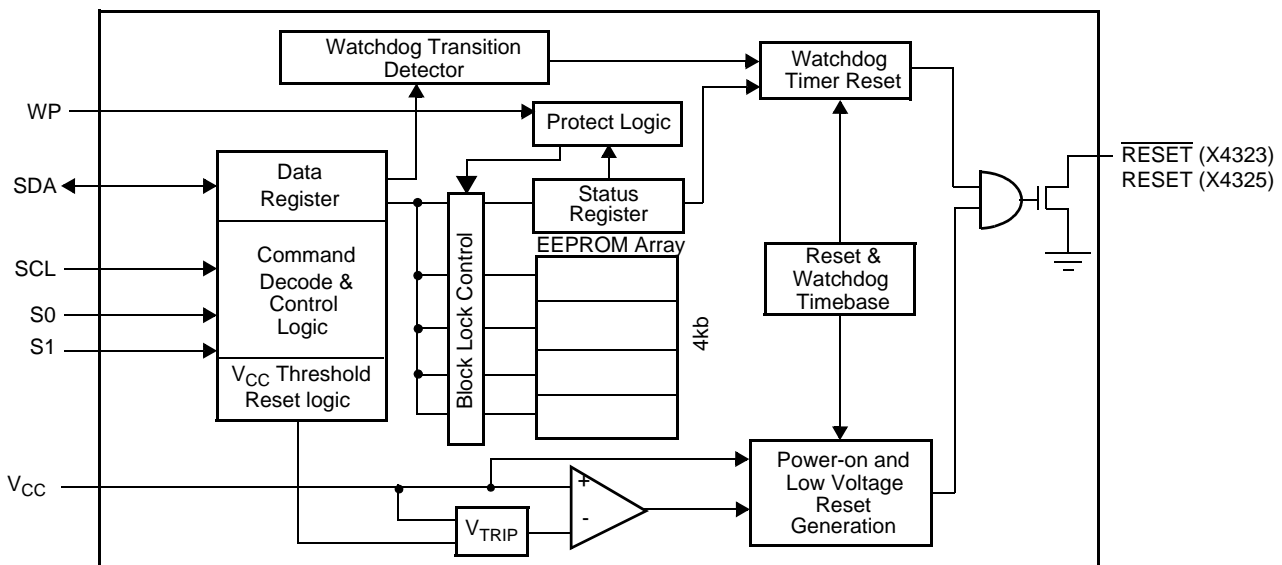 Watchdog Transition
Detector
Watchdog
Timer Reset
WP
Protect Logic
RESET (X4323)
RESET (X4325)
SDA
Data
Register
Status
Register
EEPROM Array
SCL
Command
Decode &
Control
Logic
S0
S1
Block Lock Control
4kb
Reset &
Watchdog
Timebase
VCC Threshold
Reset logic
VCC
+
-
VTRIP
Power-on and
Low Voltage
Reset
Generation